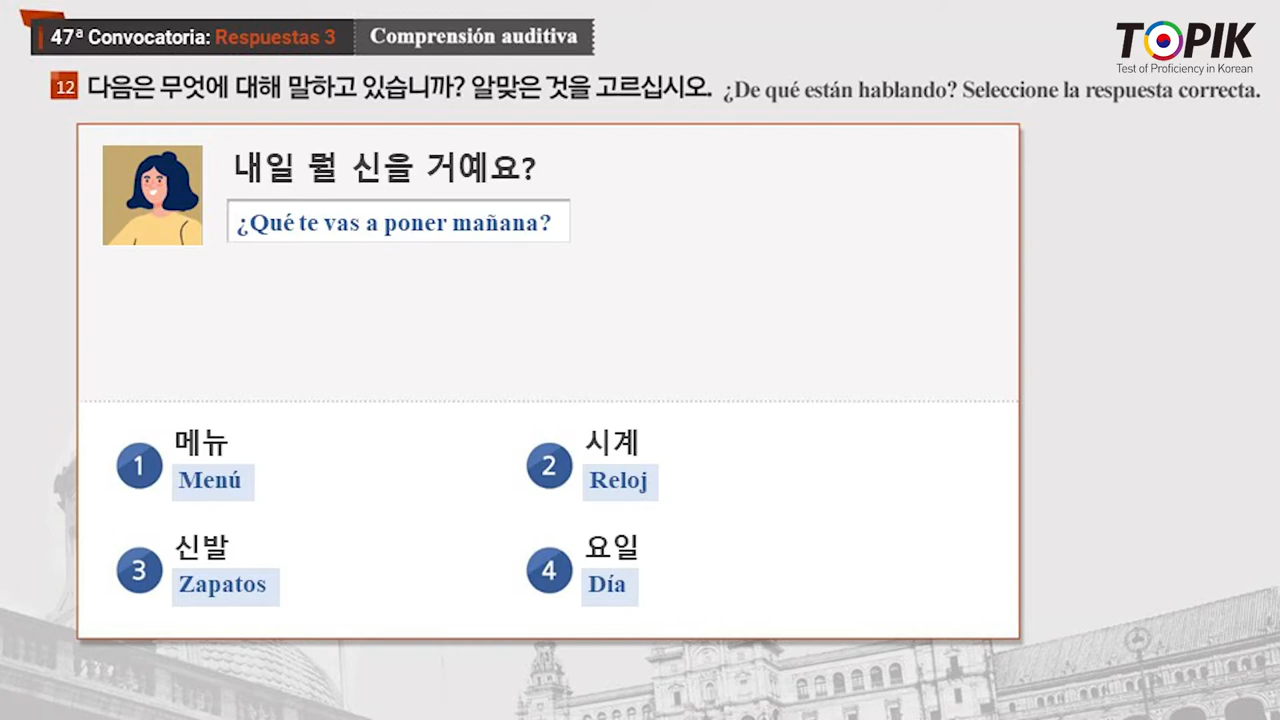 47ª Convocatoria: Respuestas 3 Comprensión auditiva
TOPIK
Test of Proficiency in Korean
12 다음은 무엇에 대해 말하고 있습니까? 알맞은 것을 고르십시오. ¿De qué están hablando? Seleccione la respuesta correcta.
내일 뭘 신을 거예요?
¿Qué te vas a poner mañana?
1 메뉴
Menú
2 시계
Reloj
3 신발
Zapatos
4 요일
Día